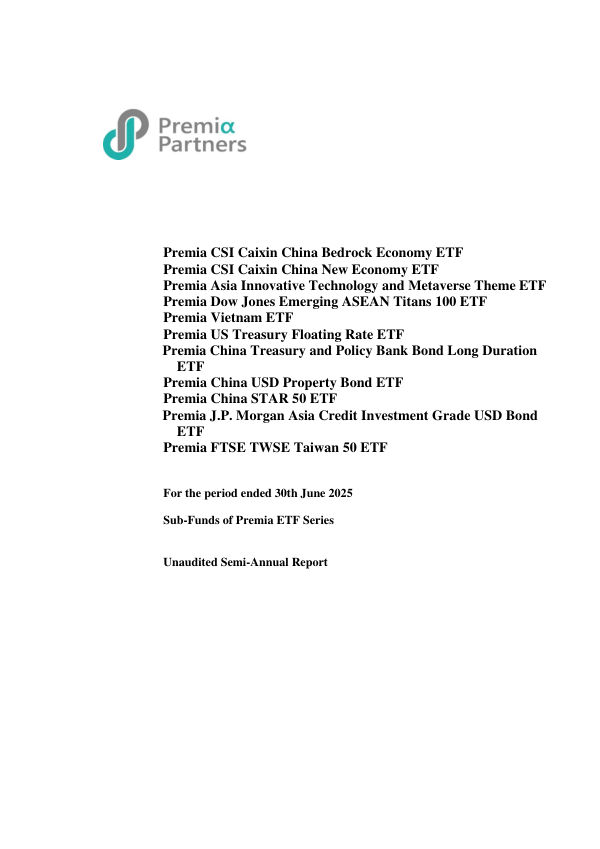 Premiα
Partners
Premia CSI Caixin China Bedrock Economy ETF
Premia CSI Caixin China New Economy ETF
Premia Asia Innovative Technology and Metaverse Theme ETF
Premia Dow Jones Emerging ASEAN Titans 100 ETF
Premia Vietnam ETF
Premia US Treasury Floating Rate ETF
Premia China Treasury and Policy Bank Bond Long Duration
ETF
Premia China USD Property Bond ETF
Premia China STAR 50 ETF
Premia J.P. Morgan Asia Credit Investment Grade USD Bond
ETF
Premia FTSE TWSE Taiwan 50 ETF
For the period ended 30th June 2025
Sub-Funds of Premia ETF Series
Unaudited Semi-Annual Report